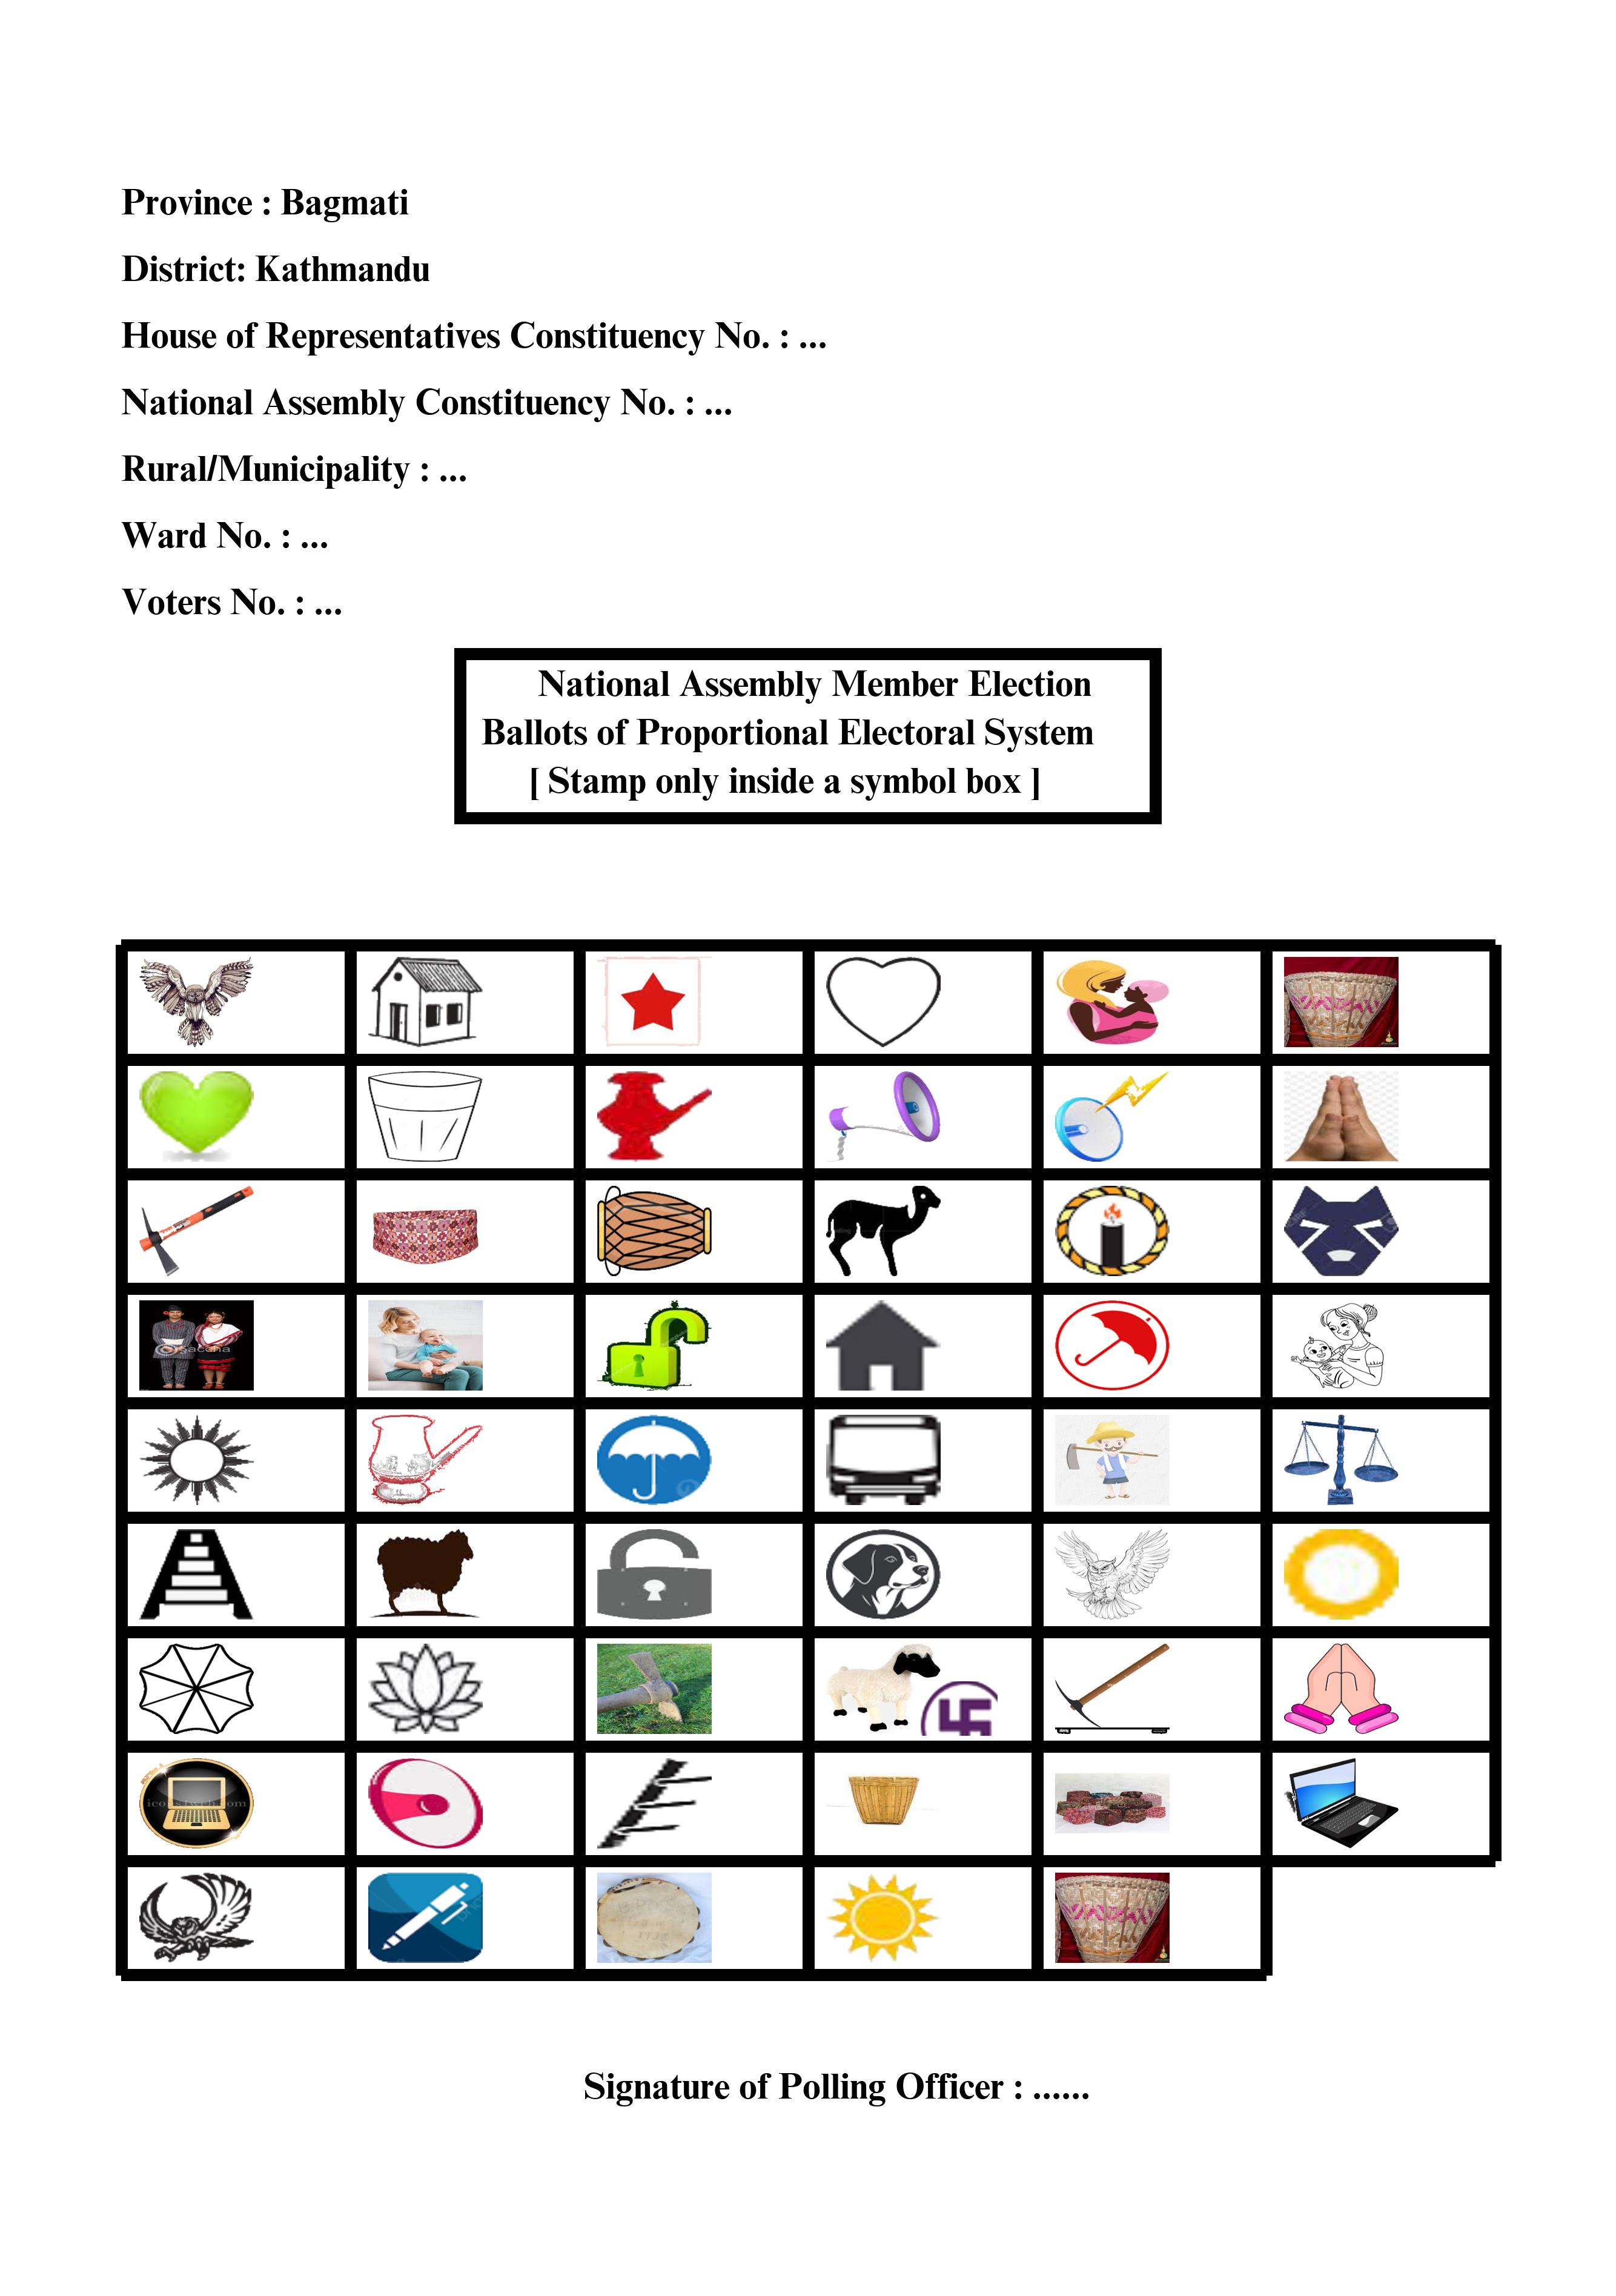 Province : Bagmati
District: Kathmandu
House of Representatives Constituency No. : ...
National Assembly Constituency No. : ...
Rural/Municipality : ...
Ward No. : ...
Voters No. : ...
National Assembly Member Election
Ballots of Proportional Electoral System
[ Stamp only inside a symbol box ]
Signature of Polling Officer : ......